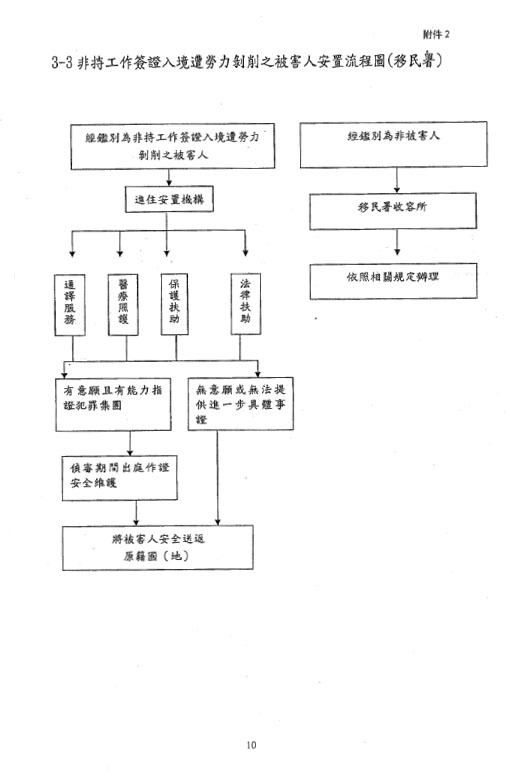 附件2
3-3 非持工作簽證入境遭勞力剝削之被害人安置流程圖(移民署)
經鑑別為非持工作簽證入境遭勞力
剝削之被害人
經鑑別為非被害人
進住安置機構
移民署收容所
依照相關規定辦理
通譯服務
醫療照護
保護扶助
法律扶助
有意願且有能力指
證犯罪集團
無意願或無法提
供進一步具體事
證
偵審期間出庭作證
安全維護
將被害人安全送返
原籍國(地)
10